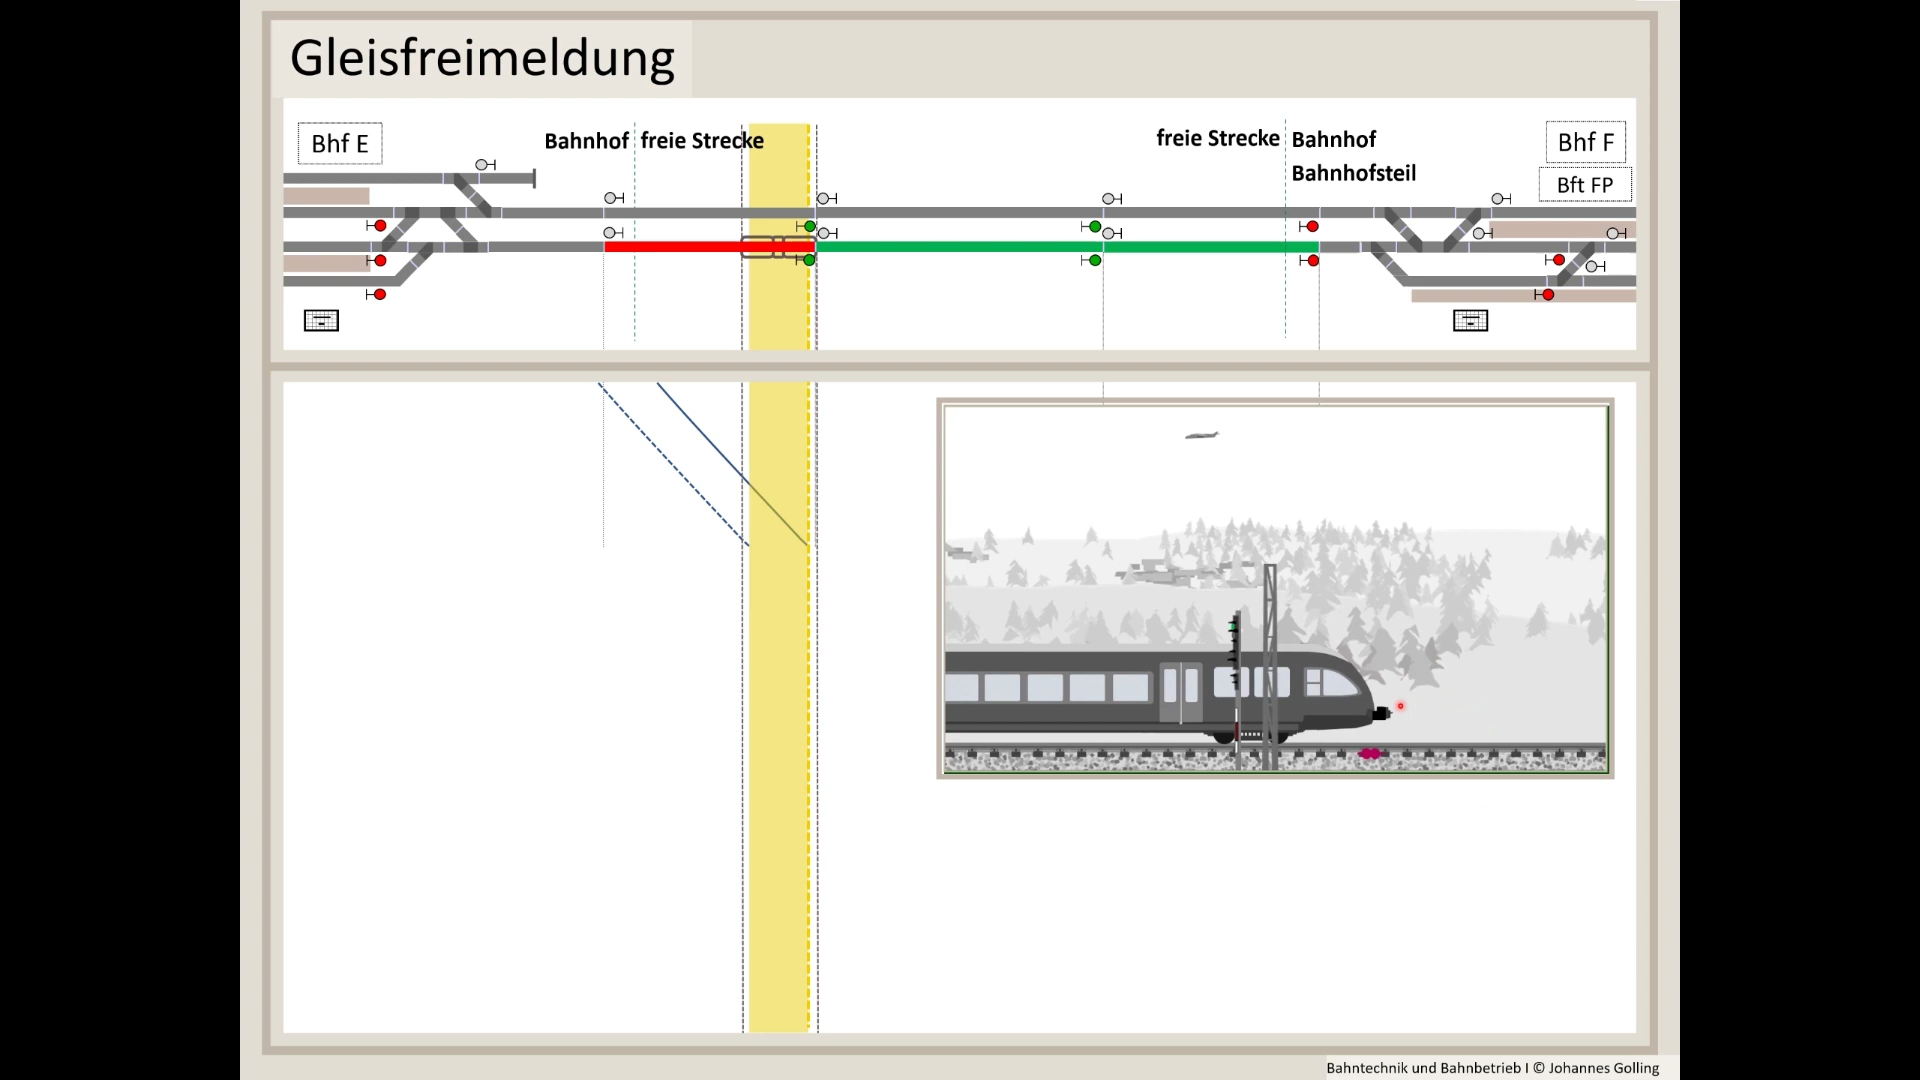 Gleisfreimeldung
Bhf E
Bahnhof
freie Strecke
freie Strecke
Bahnhof
Bahnhofsteil
Bhf F
Bft FP
Bahntechnik und Bahnbetrieb I © Johannes Golling